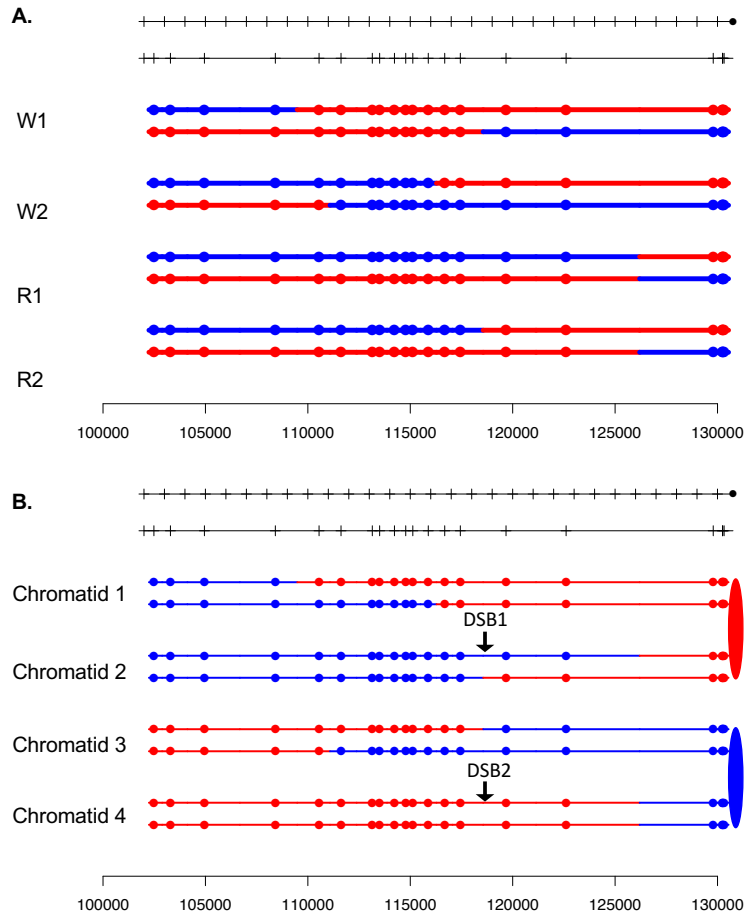 A.
W1
W2
R1
R2
100000 105000 110000 115000 120000 125000 130000
B.
Chromatid 1
DSB1
Chromatid 2
Chromatid 3
DSB2
Chromatid 4
100000 105000 110000 115000 120000 125000 130000